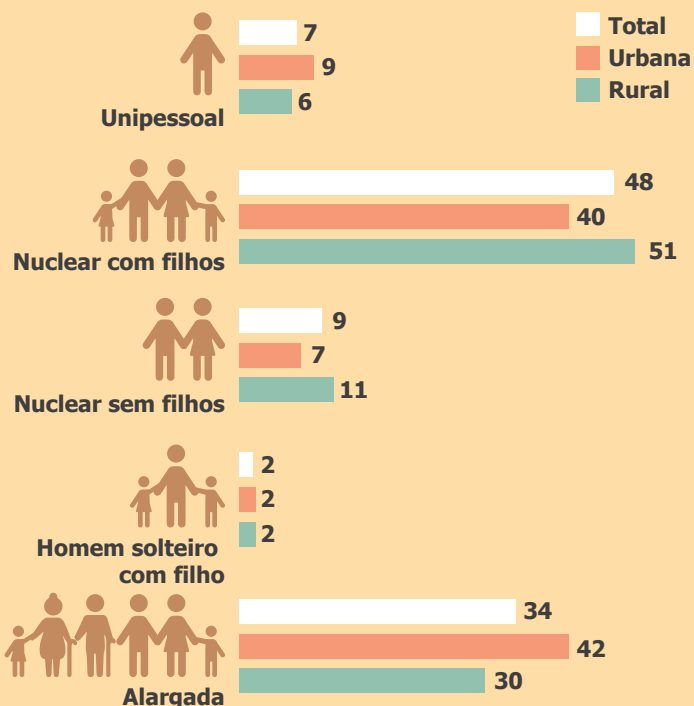 7
9
6
Unipessoal
Total
Urbana
Rural
48
40
51
Nuclear com filhos
9
7
11
Nuclear sem filhos
2
2
2
Homem solteiro
com filho
34
42
30
Alargada